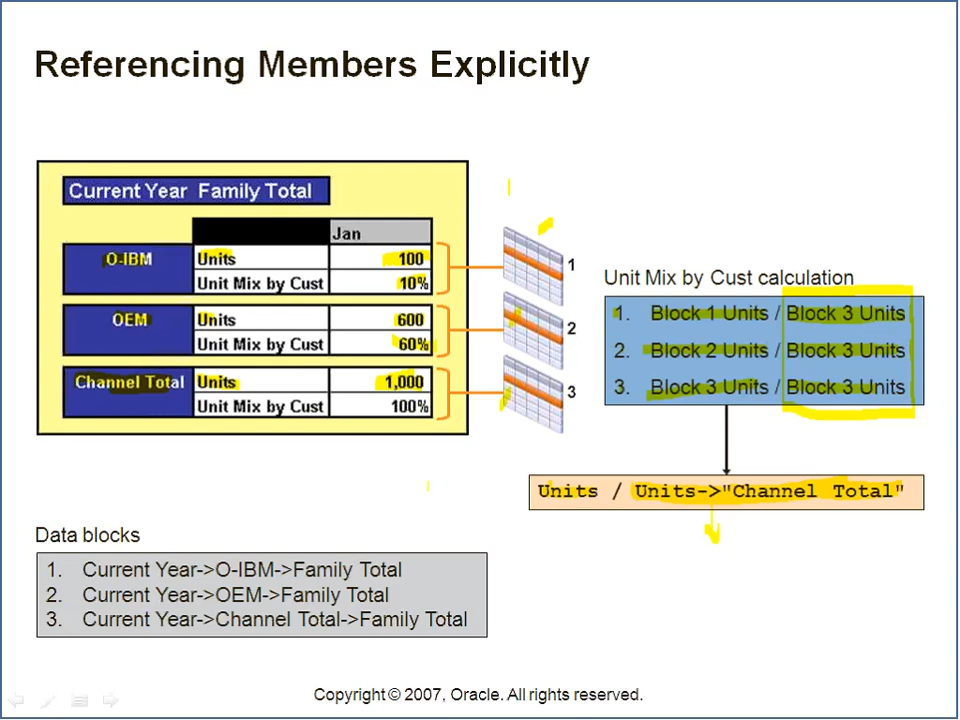 Referencing Members Explicitly
Current Year Family Total
Jan
O-IBM Units 100
Unit Mix by Cust 10%
OEM Units 600
Unit Mix by Cust 60%
Channel Total Units 1,000
Unit Mix by Cust 100%
1
2
3
Unit Mix by Cust calculation
1. Block 1 Units / Block 3 Units
2. Block 2 Units / Block 3 Units
3. Block 3 Units / Block 3 Units
Units / Units->"Channel Total"
Data blocks
1. Current Year->O-IBM->Family Total
2. Current Year->OEM->Family Total
3. Current Year->Channel Total->Family Total
Copyright © 2007, Oracle. All rights reserved.